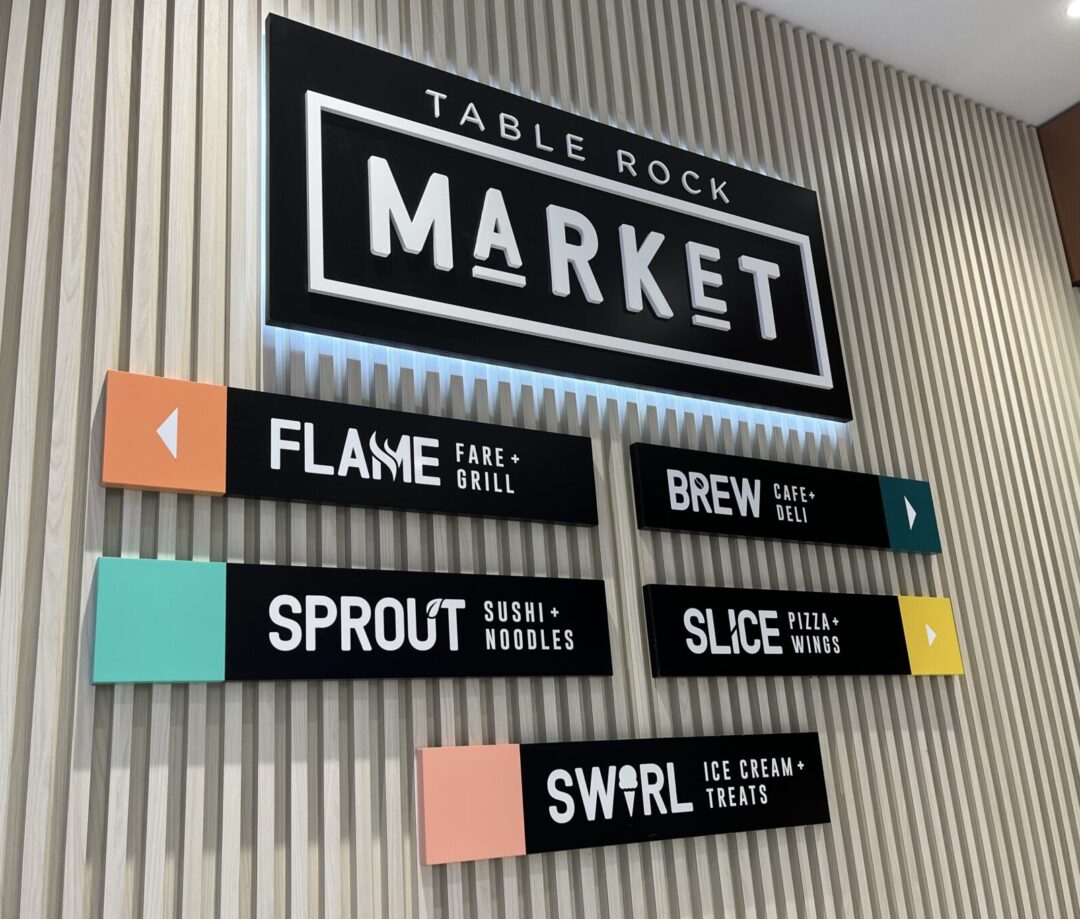 TABLE ROCK
MARKET
FLAME FARE +
GRILL
BREW CAFE+
DELI
SPROUT SUSHI +
NOODLES
SLICE PIZZA+
WINGS
SWIRL ICE CREAM +
TREATS